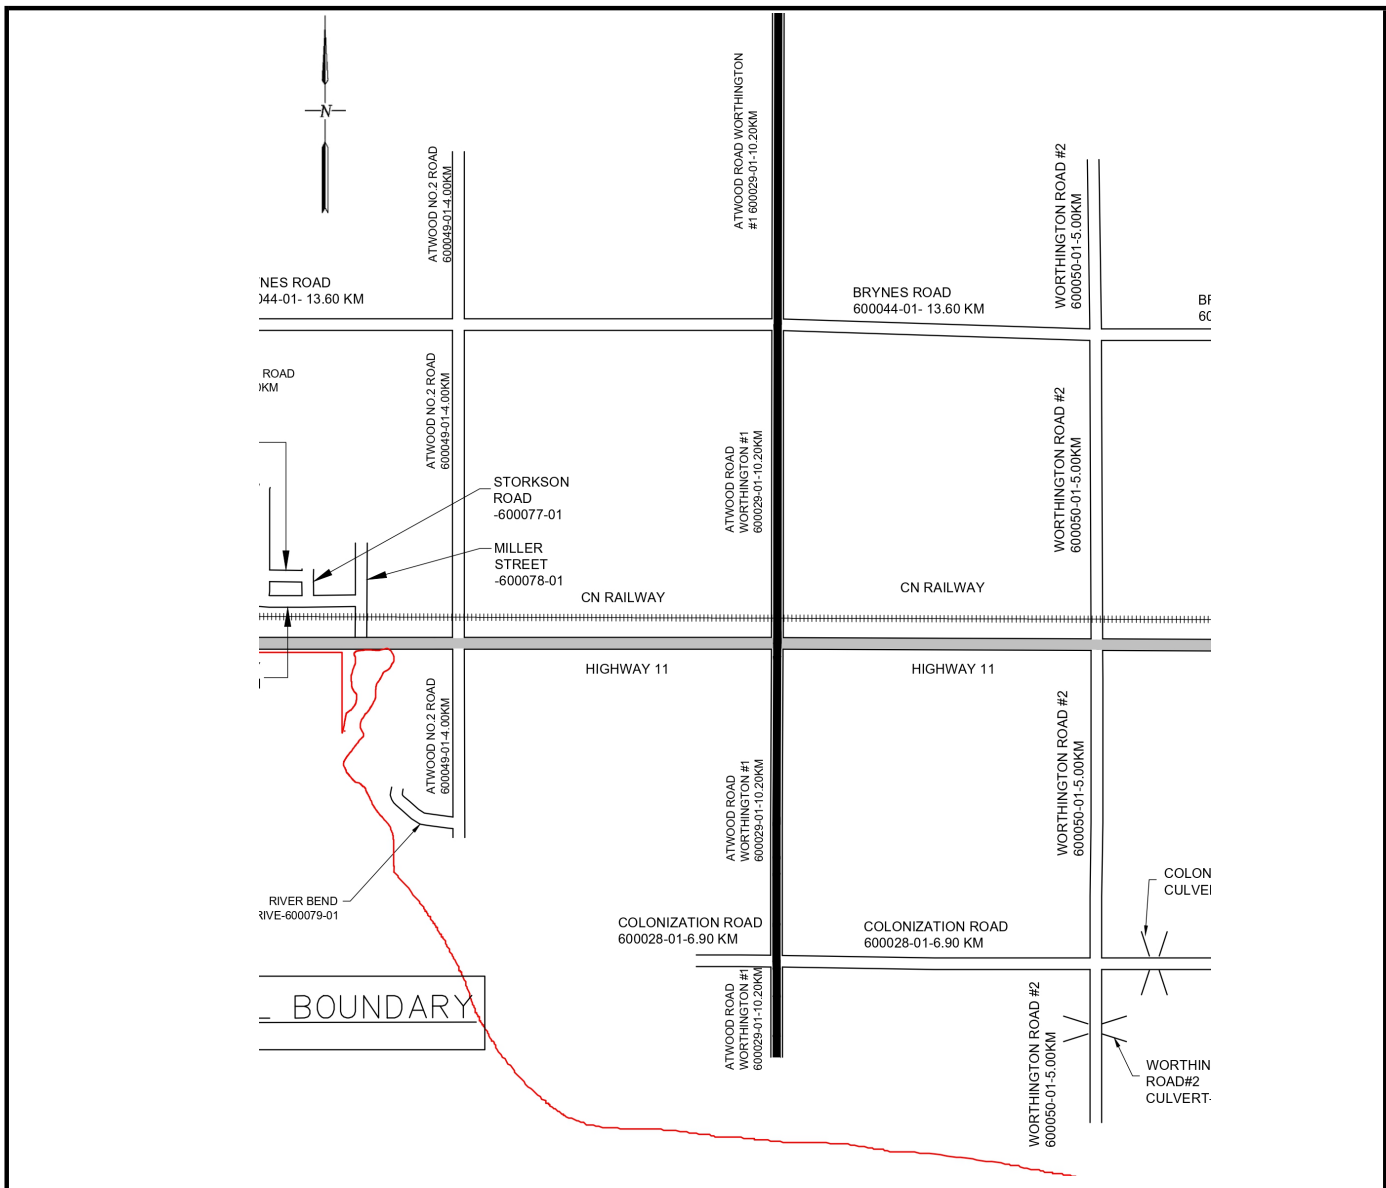 N
ATWOOD ROAD WORTHINGTON
#1 600029-01-10.20KM
ATWOOD NO.2 ROAD
600049-01-4.00KM
WORTHINGTON ROAD #2
600050-01-5.00KM
NES ROAD
044-01- 13.60 KM
BRYNES ROAD
600044-01- 13.60 KM
BR
60
ROAD
0KM
ATWOOD NO.2 ROAD
600049-01-4.00KM
ATWOOD ROAD
WORTHINGTON #1
600029-01-10.20KM
WORTHINGTON ROAD #2
600050-01-5.00KM
STORKSON
ROAD
-600077-01
MILLER
STREET
-600078-01
CN RAILWAY
CN RAILWAY
HIGHWAY 11
HIGHWAY 11
ATWOOD NO.2 ROAD
600049-01-4.00KM
ATWOOD ROAD
WORTHINGTON #1
600029-01-10.20KM
WORTHINGTON ROAD #2
600050-01-5.00KM
RIVER BEND
RIVE-600079-01
COLON
CULVE
COLONIZATION ROAD
600028-01-6.90 KM
COLONIZATION ROAD
600028-01-6.90 KM
L BOUNDARY
ATWOOD ROAD
WORTHINGTON #1
600029-01-10.20KM
WORTHINGTON ROAD #2
600050-01-5.00KM
WORTHIN
ROAD#2
CULVERT-